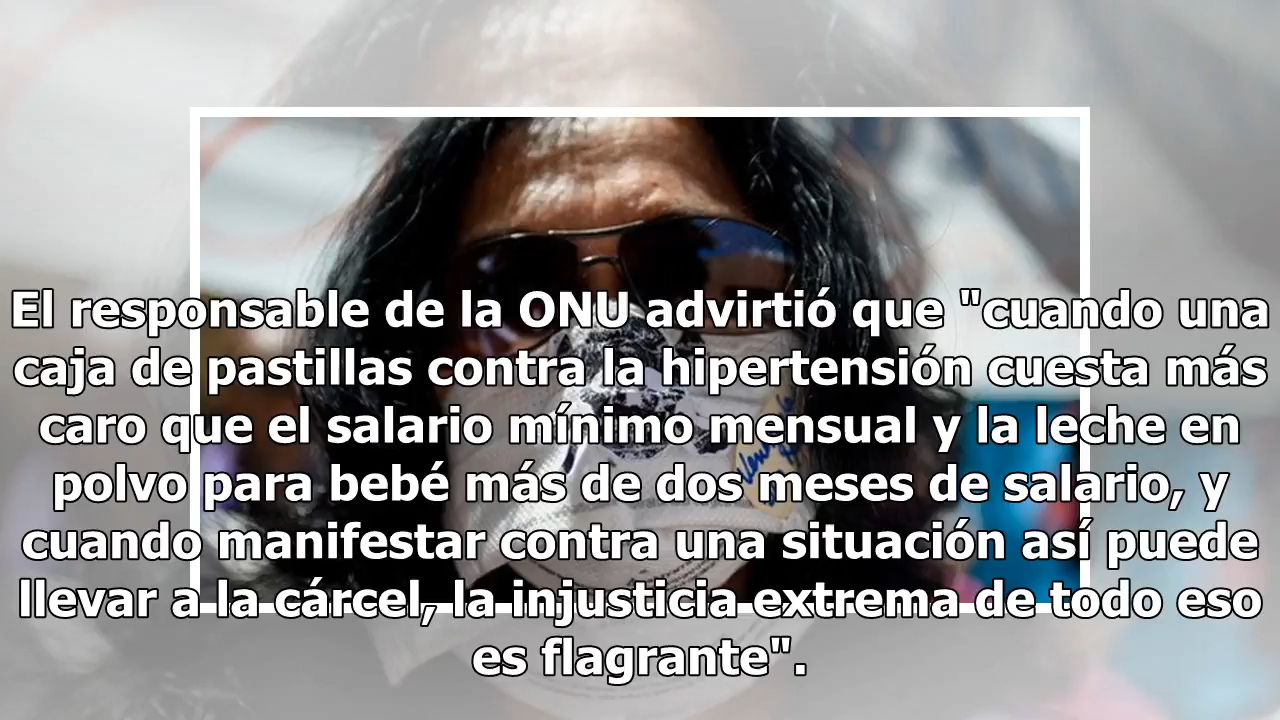 El responsable de la ONU advirtió que "cuando una
caja de pastillas contra la hipertensión cuesta más
caro que el salario mínimo mensual y la leche en
polvo para bebé más de dos meses de salario, y
cuando manifestar contra una situación así puede
llevar a la cárcel, la injusticia extrema de todo eso
es flagrante".